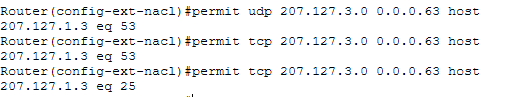 Router(config-ext-nacl)#permit udp 207.127.3.0 0.0.0.63 host
207.127.1.3 eq 53
Router(config-ext-nacl)#permit tcp 207.127.3.0 0.0.0.63 host
207.127.1.3 eq 53
Router(config-ext-nacl)#permit tcp 207.127.3.0 0.0.0.63 host
207.127.1.3 eq 25